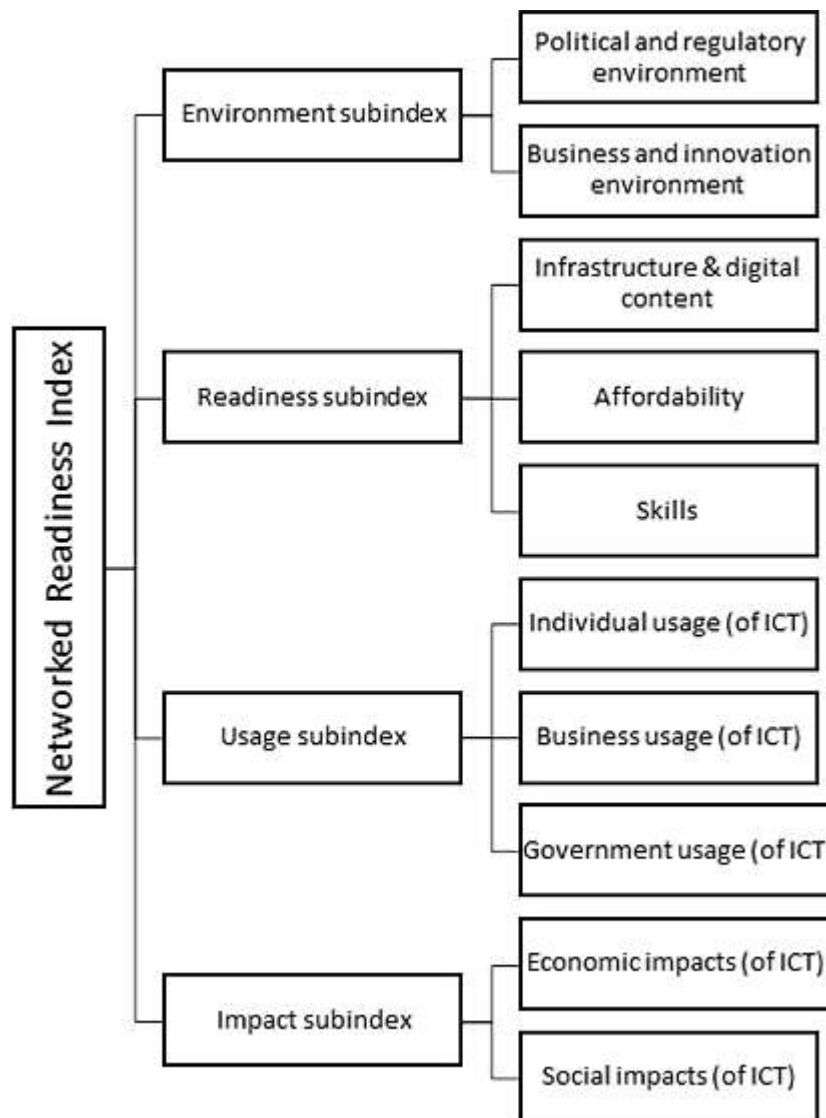 Networked Readiness Index
Environment subindex
Political and regulatory
environment
Business and innovation
environment
Readiness subindex
Infrastructure & digital
content
Affordability
Skills
Usage subindex
Individual usage (of ICT)
Business usage (of ICT)
Government usage (of ICT
Impact subindex
Economic impacts (of ICT)
Social impacts (of ICT)